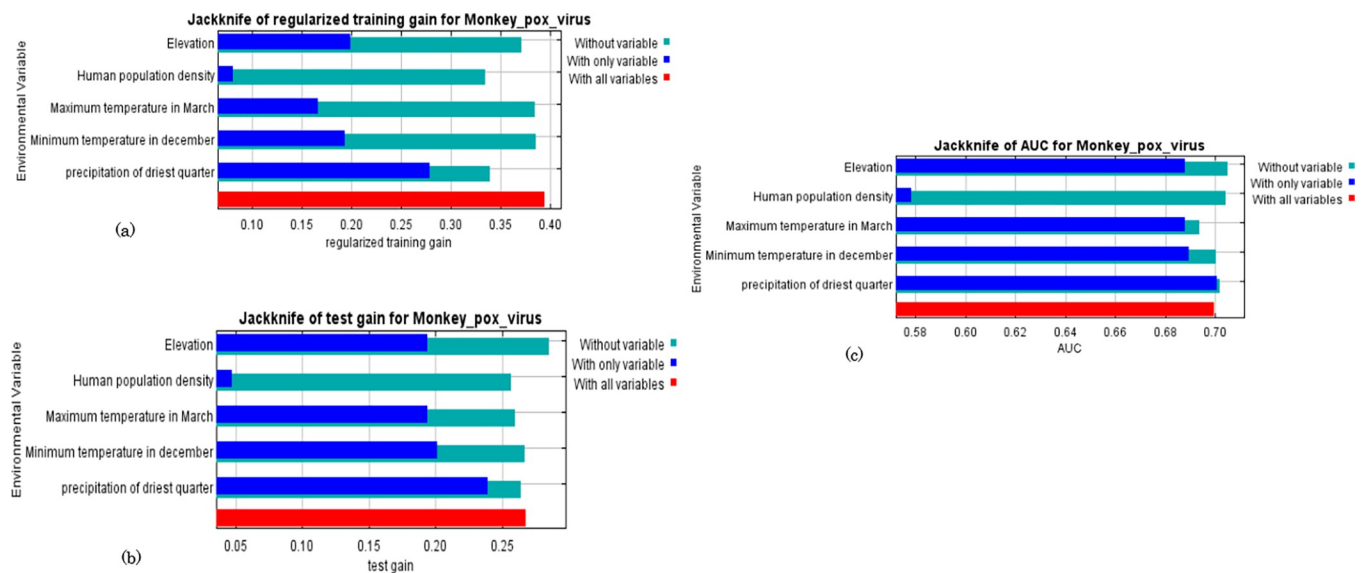 Jackknife of regularized training gain for Monkey_pox_virus
Environmental Variable
Elevation
Human population density
Maximum temperature in March
Minimum temperature in december
precipitation of driest quarter
Without variable
With only variable
With all variables
0.10 0.15 0.20 0.25 0.30 0.35 0.40
regularized training gain
(a)
Jackknife of test gain for Monkey_pox_virus
Environmental Variable
Elevation
Human population density
Maximum temperature in March
Minimum temperature in december
precipitation of driest quarter
Without variable
With only variable
With all variables
0.05 0.10 0.15 0.20 0.25
test gain
(b)
Jackknife of AUC for Monkey_pox_virus
Environmental Variable
Elevation
Human population density
Maximum temperature in March
Minimum temperature in december
precipitation of driest quarter
Without variable
With only variable
With all variables
0.58 0.60 0.62 0.64 0.66 0.68 0.70
AUC
(c)